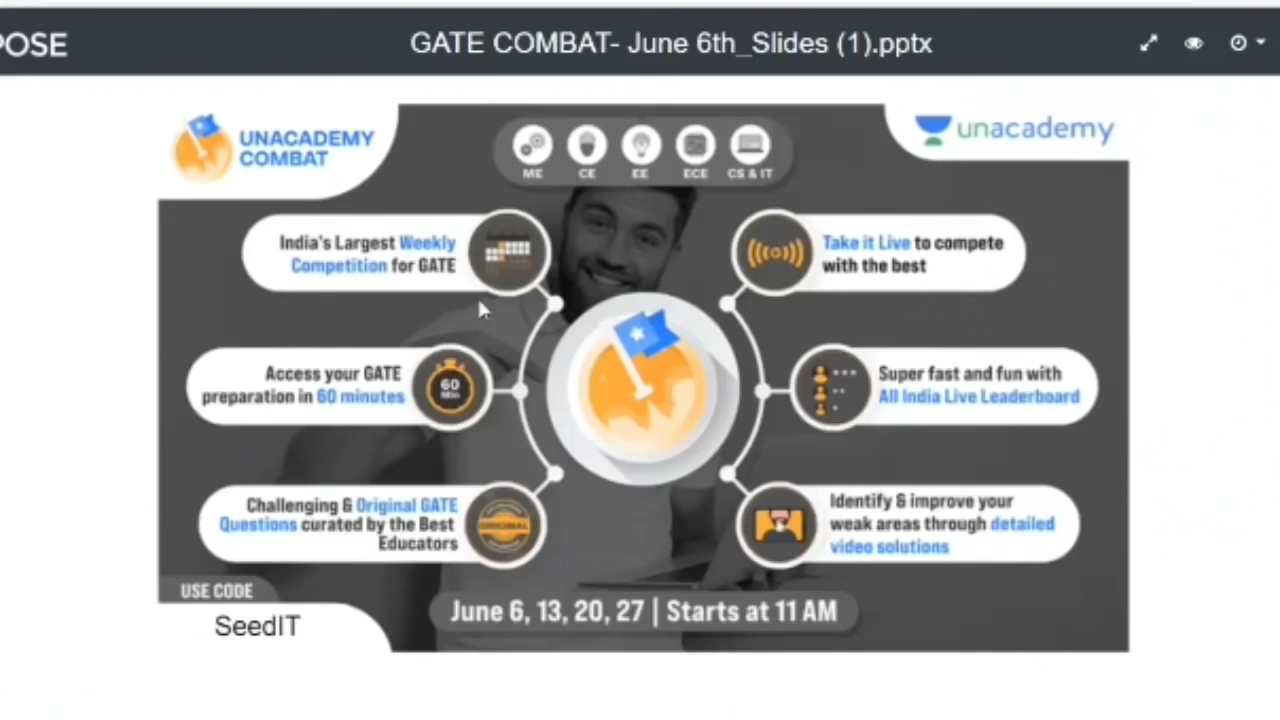 POSE
GATE COMBAT- June 6th_Slides (1).pptx
UNACADEMY
COMBAT
ME CE EE ECE CS & IT
unacademy
India's Largest Weekly
Competition for GATE
Take it Live to compete
with the best
Access your GATE
preparation in 60 minutes
60
Min
Super fast and fun with
All India Live Leaderboard
Challenging & Original GATE
Questions curated by the Best
Educators
ORIGINAL
Identify & improve your
weak areas through detailed
video solutions
USE CODE
SeedIT
June 6, 13, 20, 27 | Starts at 11 AM